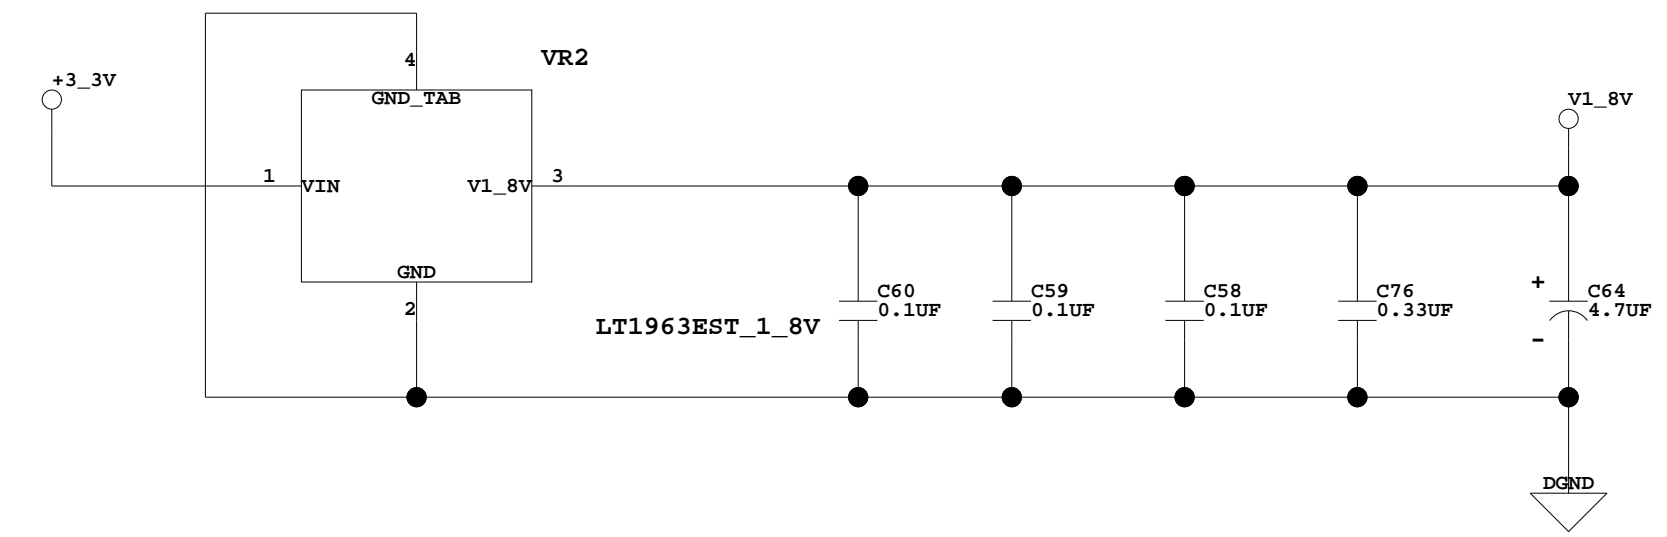 +3_3V
4
VR2
GND_TAB
V1_8V
1
VIN
V1_8V
3
GND
2
LT1963EST_1_8V
C60
0.1UF
C59
0.1UF
C58
0.1UF
C76
0.33UF
+
C64
4.7UF
-
DGND